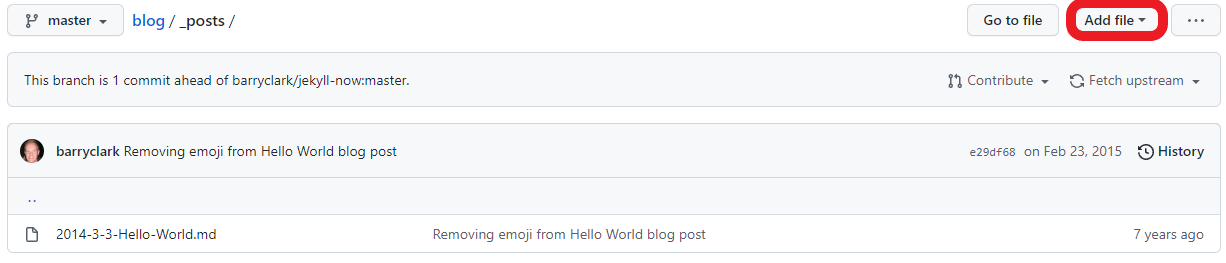 master blog / _posts / Go to file Add file ...
This branch is 1 commit ahead of barryclark/jekyll-now:master. Contribute Fetch upstream
barryclark Removing emoji from Hello World blog post e29df68 on Feb 23, 2015 History
..
2014-3-3-Hello-World.md Removing emoji from Hello World blog post 7 years ago